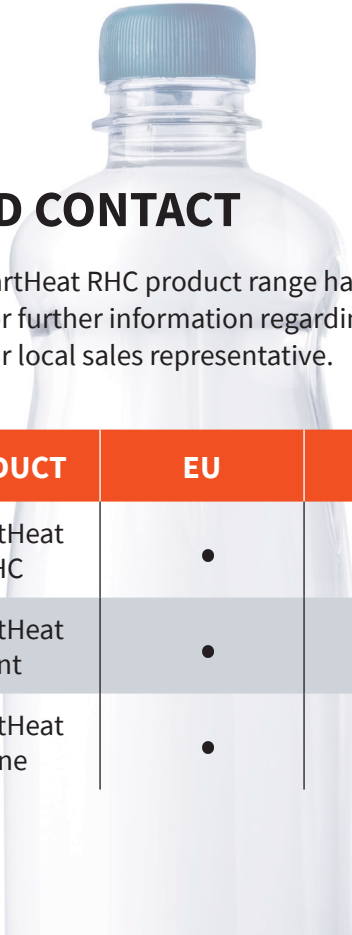 D CONTACT
rtHeat RHC product range ha
r further information regardin
r local sales representative.
DUCT EU
tHeat
HC •
tHeat
nt •
tHeat
ne •